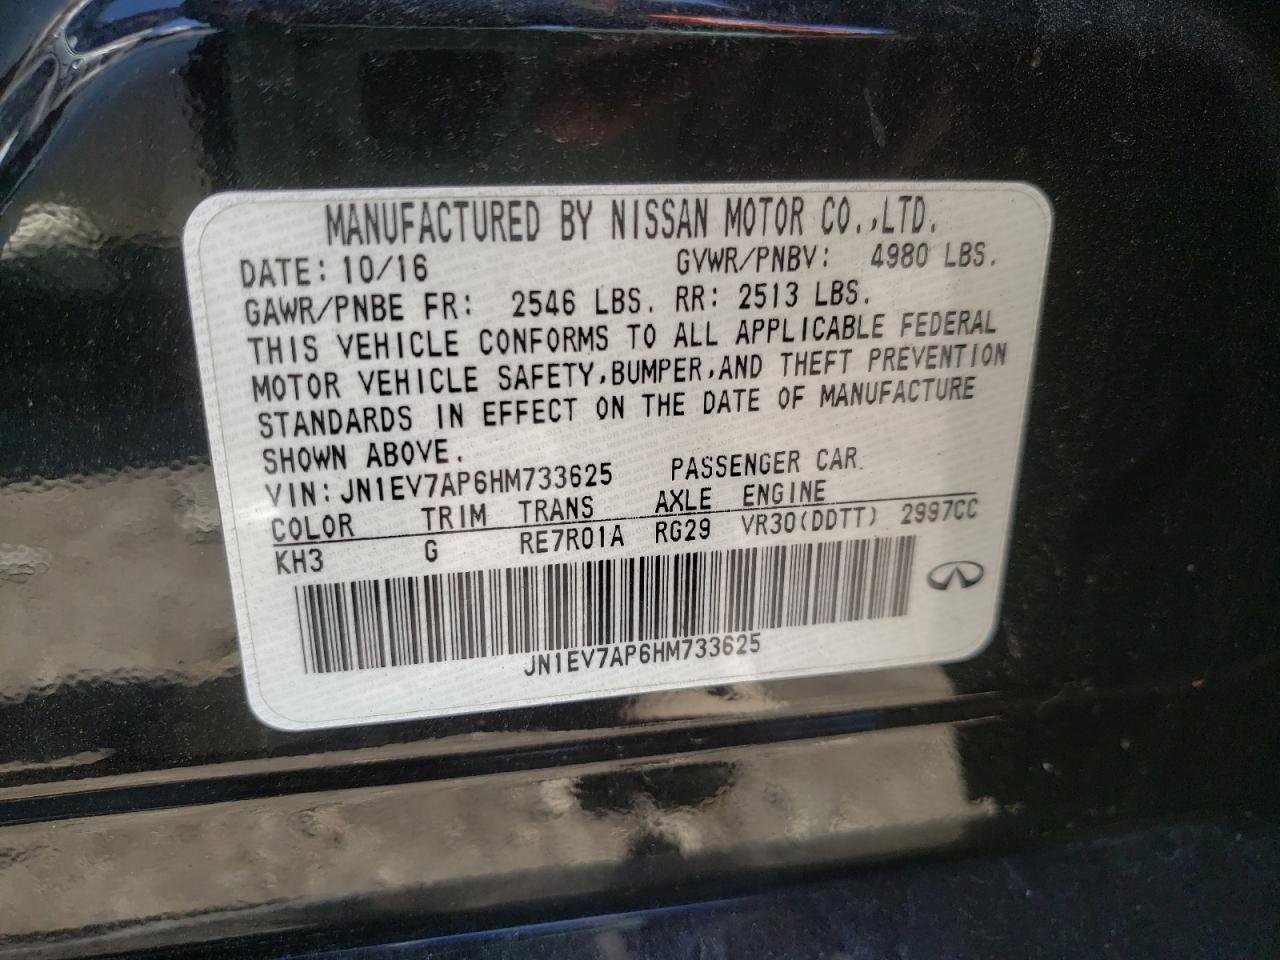 MANUFACTURED BY NISSAN MOTOR CO.,LTD.
DATE: 10/16 GVWR/PNBV: 4980 LBS.
GAWR/PNBE FR: 2546 LBS. RR: 2513 LBS.
THIS VEHICLE CONFORMS TO ALL APPLICABLE FEDERAL
MOTOR VEHICLE SAFETY,BUMPER,AND THEFT PREVENTION
STANDARDS IN EFFECT ON THE DATE OF MANUFACTURE
SHOWN ABOVE.
VIN: JN1EV7AP6HM733625 PASSENGER CAR
COLOR TRIM TRANS AXLE ENGINE
KH3 G RE7R01A RG29 VR30(DDTT) 2997CC
JN1EV7AP6HM733625